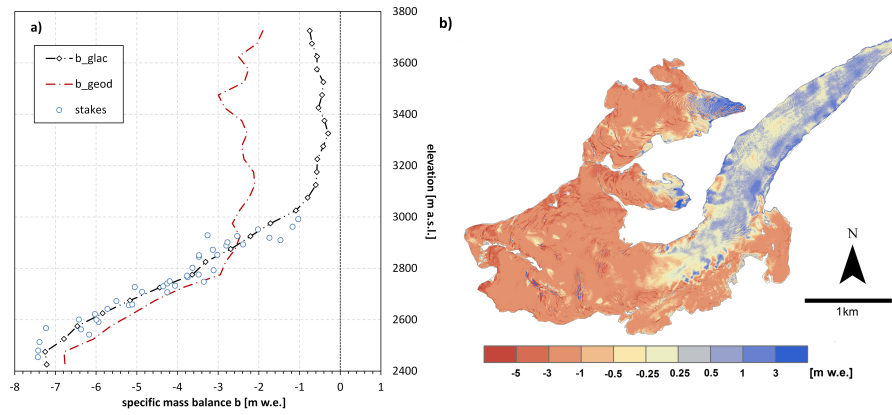 a)
b_glac
b_geod
stakes
3800
3600
3400
3200
3000
2800
2600
2400
elevation [m a.s.l.]
-8 -7 -6 -5 -4 -3 -2 -1 0 1
specific mass balance b [m w.e.]
b)
N
1km
-5 -3 -1 -0.5 -0.25 0.25 0.5 1 3 [m w.e.]